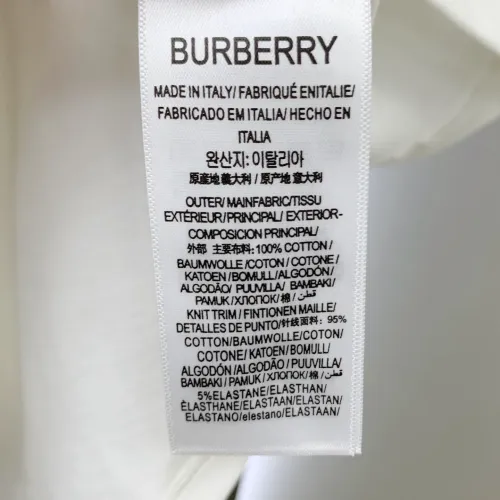 BURBERRY
MADE IN ITALY/ FABRIQUÉ ENITALIE/
FABRICADO EM ITALIA/ HECHO EN
ITALIA
완산지: 이탈리아
原産地義大利 / 原产地 意大利
OUTER/ MAINFABRIC/TISSU
EXTÉRIEUR/PRINCIPAL/ EXTERIOR-
COMPOSICION PRINCIPAL/
外部 主要布料: 100% COTTON/
BAUMWOLLE /COTON / COTONE /
KATOEN / BOMULL/ALGODÓN/
ALGODÃO/ PUUVILLA/ BAMBAKI/
PAMUK /ХЛОПОК/ 棉 / قطن /
KNIT TRIM / FINTIONEN MAILLE/
DETALLES DE PUNTO/针线面料: 95%
COTTON/BAUMWOLLE/COTON/
COTONE/ KATOEN/ BOMULL/
ALGODÓN /ALGODÃO / PUUVILLA/
BAMBAKI / PAMUK / ХЛОПОК/ 棉 / قطن /
5%ELASTANE/ELASTHAN/
ÉLASTHANE/ELASTAAN/ELASTAN/
ELASTANO/elestano/ELASTAAN/